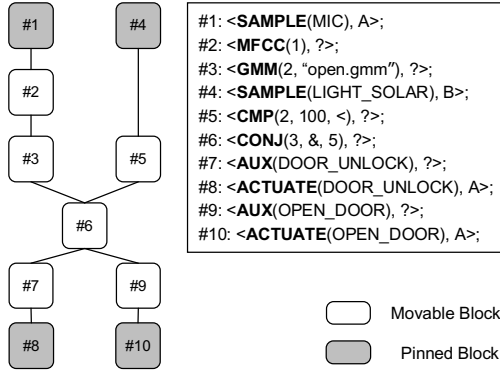 #1
#4
#2
#3
#5
#6
#7
#9
#8
#10
#1: <SAMPLE(MIC), A>;
#2: <MFCC(1), ?>;
#3: <GMM(2, “open.gmm”), ?>;
#4: <SAMPLE(LIGHT_SOLAR), B>;
#5: <CMP(2, 100, <), ?>;
#6: <CONJ(3, &, 5), ?>;
#7: <AUX(DOOR_UNLOCK), ?>;
#8: <ACTUATE(DOOR_UNLOCK), A>;
#9: <AUX(OPEN_DOOR), ?>;
#10: <ACTUATE(OPEN_DOOR), A>;
Movable Block
Pinned Block